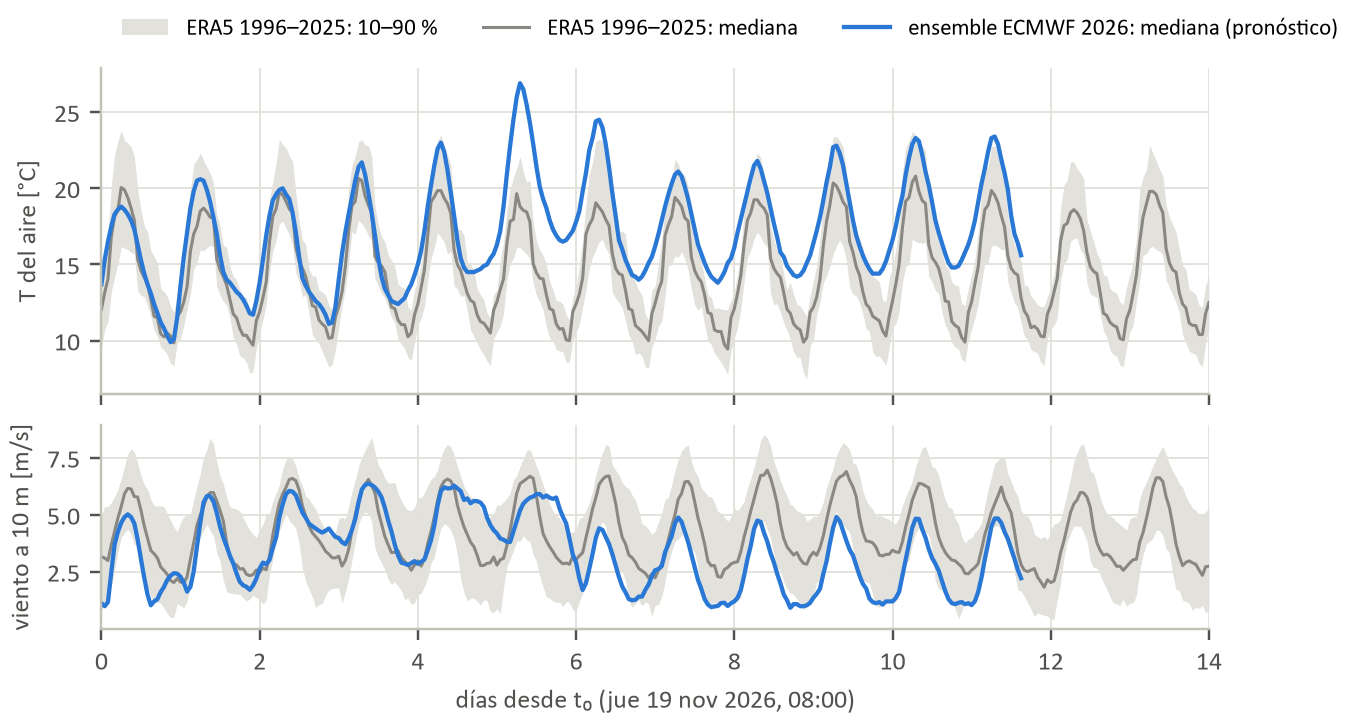 ERA5 1996–2025: 10–90 %
ERA5 1996–2025: mediana
ensemble ECMWF 2026: mediana (pronóstico)
T del aire [°C]
25
20
15
10
viento a 10 m [m/s]
7.5
5.0
2.5
0 2 4 6 8 10 12 14
días desde t₀ (jue 19 nov 2026, 08:00)